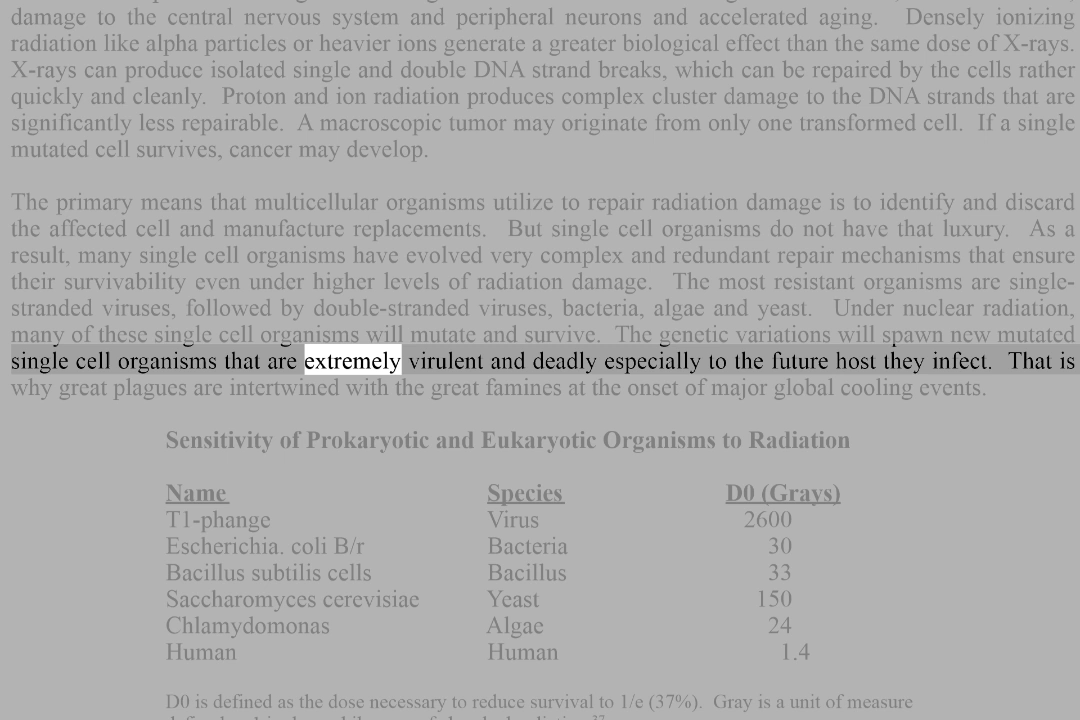 damage to the central nervous system and peripheral neurons and accelerated aging. Densely ionizing
radiation like alpha particles or heavier ions generate a greater biological effect than the same dose of X-rays.
X-rays can produce isolated single and double DNA strand breaks, which can be repaired by the cells rather
quickly and cleanly. Proton and ion radiation produces complex cluster damage to the DNA strands that are
significantly less repairable. A macroscopic tumor may originate from only one transformed cell. If a single
mutated cell survives, cancer may develop.
The primary means that multicellular organisms utilize to repair radiation damage is to identify and discard
the affected cell and manufacture replacements. But single cell organisms do not have that luxury. As a
result, many single cell organisms have evolved very complex and redundant repair mechanisms that ensure
their survivability even under higher levels of radiation damage. The most resistant organisms are single-
stranded viruses, followed by double-stranded viruses, bacteria, algae and yeast. Under nuclear radiation,
many of these single cell organisms will mutate and survive. The genetic variations will spawn new mutated
single cell organisms that are extremely virulent and deadly especially to the future host they infect. That is
why great plagues are intertwined with the great famines at the onset of major global cooling events.
Sensitivity of Prokaryotic and Eukaryotic Organisms to Radiation
Name Species D0 (Grays)
T1-phange Virus 2600
Escherichia. coli B/r Bacteria 30
Bacillus subtilis cells Bacillus 33
Saccharomyces cerevisiae Yeast 150
Chlamydomonas Algae 24
Human Human 1.4
D0 is defined as the dose necessary to reduce survival to 1/e (37%). Gray is a unit of measure